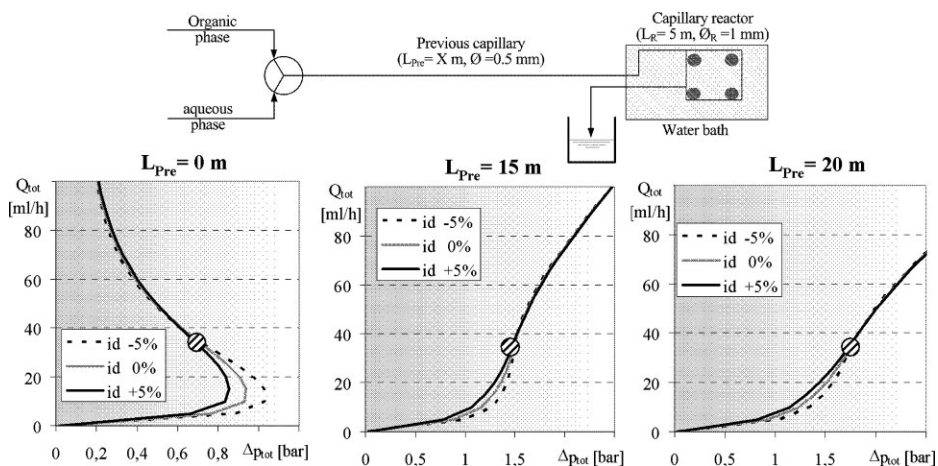 Organic
phase
aqueous
phase
Previous capillary
(L_Pre= X m, Ø =0.5 mm)
Capillary reactor
(L_R= 5 m, Ø_R =1 mm)
Water bath
L_Pre= 0 m
Q_tot
[ml/h]
80
60
40
20
0
id -5%
id 0%
id +5%
0 0,2 0,4 0,6 0,8 Δp_tot [bar]
L_Pre= 15 m
Q_tot
[ml/h]
80
60
40
20
0
id -5%
id 0%
id +5%
0 0,5 1 1,5 Δp_tot [bar]
L_Pre= 20 m
Q_tot
[ml/h]
80
60
40
20
0
id -5%
id 0%
id +5%
0 0,5 1 1,5 Δp_tot [bar]